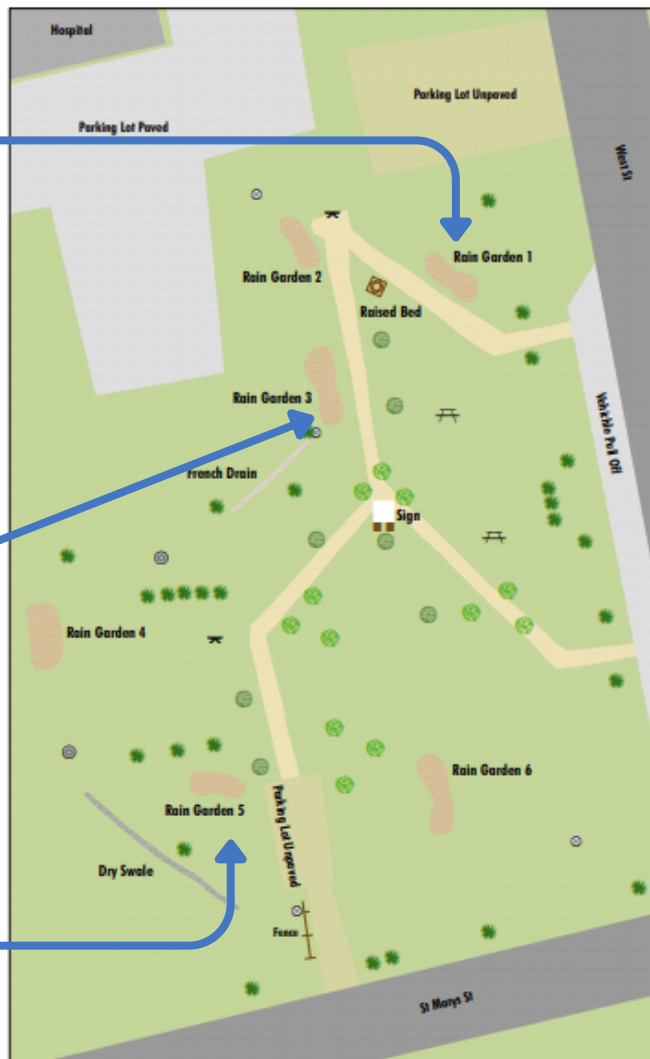 Hospital
Parking Lot Unpaved
Parking Lot Paved
West St
Rain Garden 1
Rain Garden 2
Raised Bed
Rain Garden 3
Vehichle Pull Off
French Drain
Sign
Rain Garden 4
Rain Garden 6
Rain Garden 5
Parking Lot Unpaved
Dry Swale
Fence
St Marys St